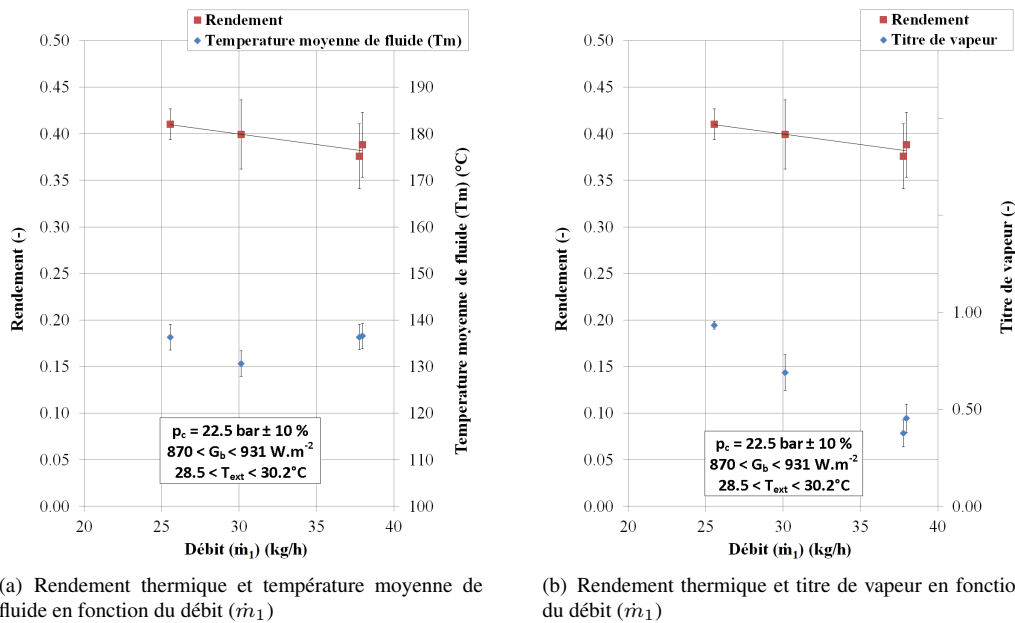 Rendement
Temperature moyenne de fluide (Tm)
0.50
0.45
0.40
0.35
0.30
0.25
0.20
0.15
0.10
0.05
0.00
190
180
170
160
150
140
130
120
110
100
20 25 30 35 40
Rendement (-)
Temperature moyenne de fluide (Tm) (°C)
p_c = 22.5 bar ± 10 %
870 < G_b < 931 W.m⁻²
28.5 < T_ext < 30.2°C
Débit (ṁ₁) (kg/h)
(a) Rendement thermique et température moyenne de
fluide en fonction du débit (ṁ₁)
Rendement
Titre de vapeur
0.50
0.45
0.40
0.35
0.30
0.25
0.20
0.15
0.10
0.05
0.00
1.00
0.50
0.00
20 25 30 35 40
Rendement (-)
Titre de vapeur (-)
p_c = 22.5 bar ± 10 %
870 < G_b < 931 W.m⁻²
28.5 < T_ext < 30.2°C
Débit (ṁ₁) (kg/h)
(b) Rendement thermique et titre de vapeur en fonctio
du débit (ṁ₁)